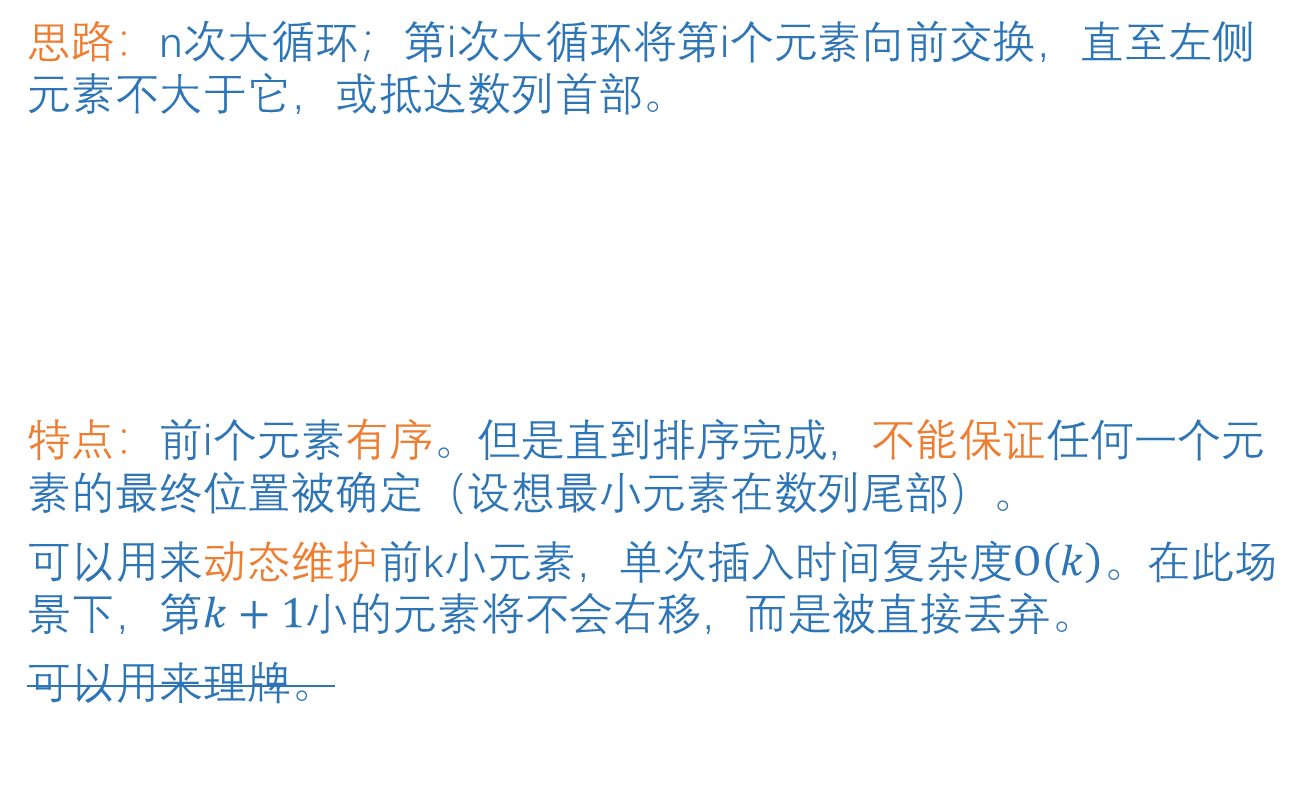 思路：n次大循环；第i次大循环将第i个元素向前交换，直至左侧
元素不大于它，或抵达数列首部。
特点：前i个元素有序。但是直到排序完成，不能保证任何一个元
素的最终位置被确定（设想最小元素在数列尾部）。
可以用来动态维护前k小元素，单次插入时间复杂度O(k)。在此场
景下，第k + 1小的元素将不会右移，而是被直接丢弃。
可以用来理牌。